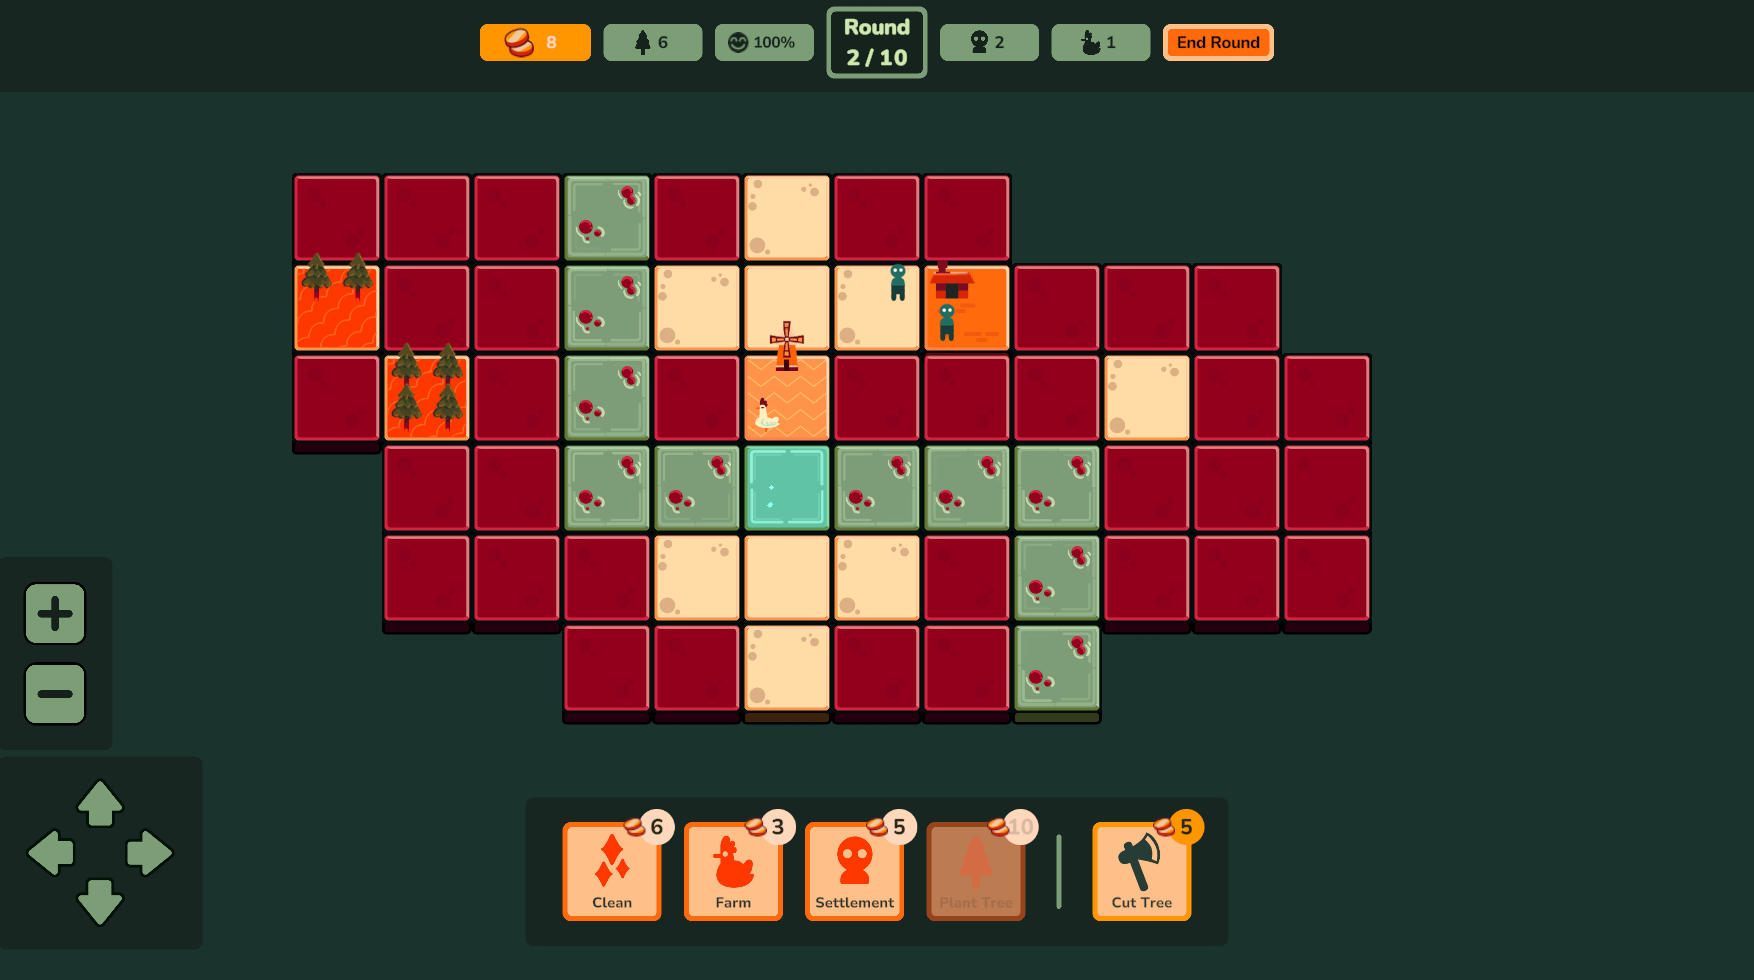 8
6
100%
Round
2 / 10
2
1
End Round
6
3
5
10
5
Clean
Farm
Settlement
Plant Tree
Cut Tree